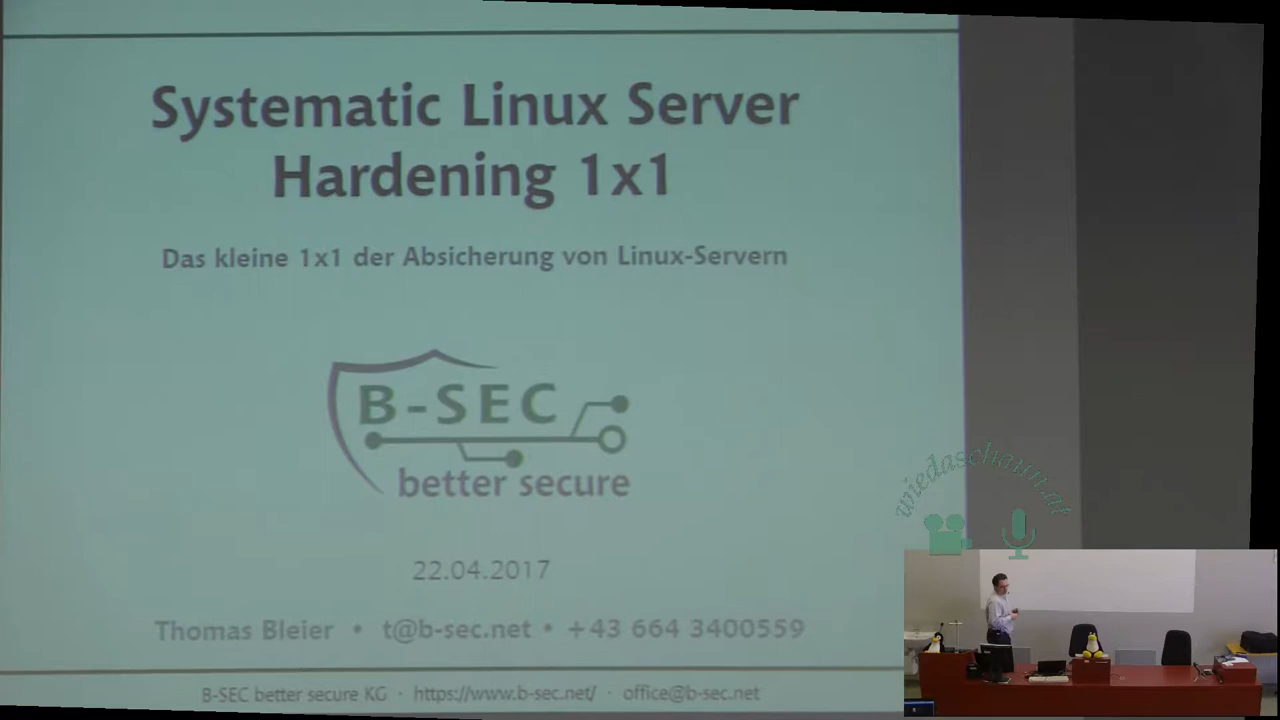 Systematic Linux Server
Hardening 1x1
Das kleine 1x1 der Absicherung von Linux-Servern
B-SEC
better secure
22.04.2017
Thomas Bleier • t@b-sec.net • +43 664 3400559
B-SEC better secure KG · https://www.b-sec.net/ · office@b-sec.net
wiedaschaun.at